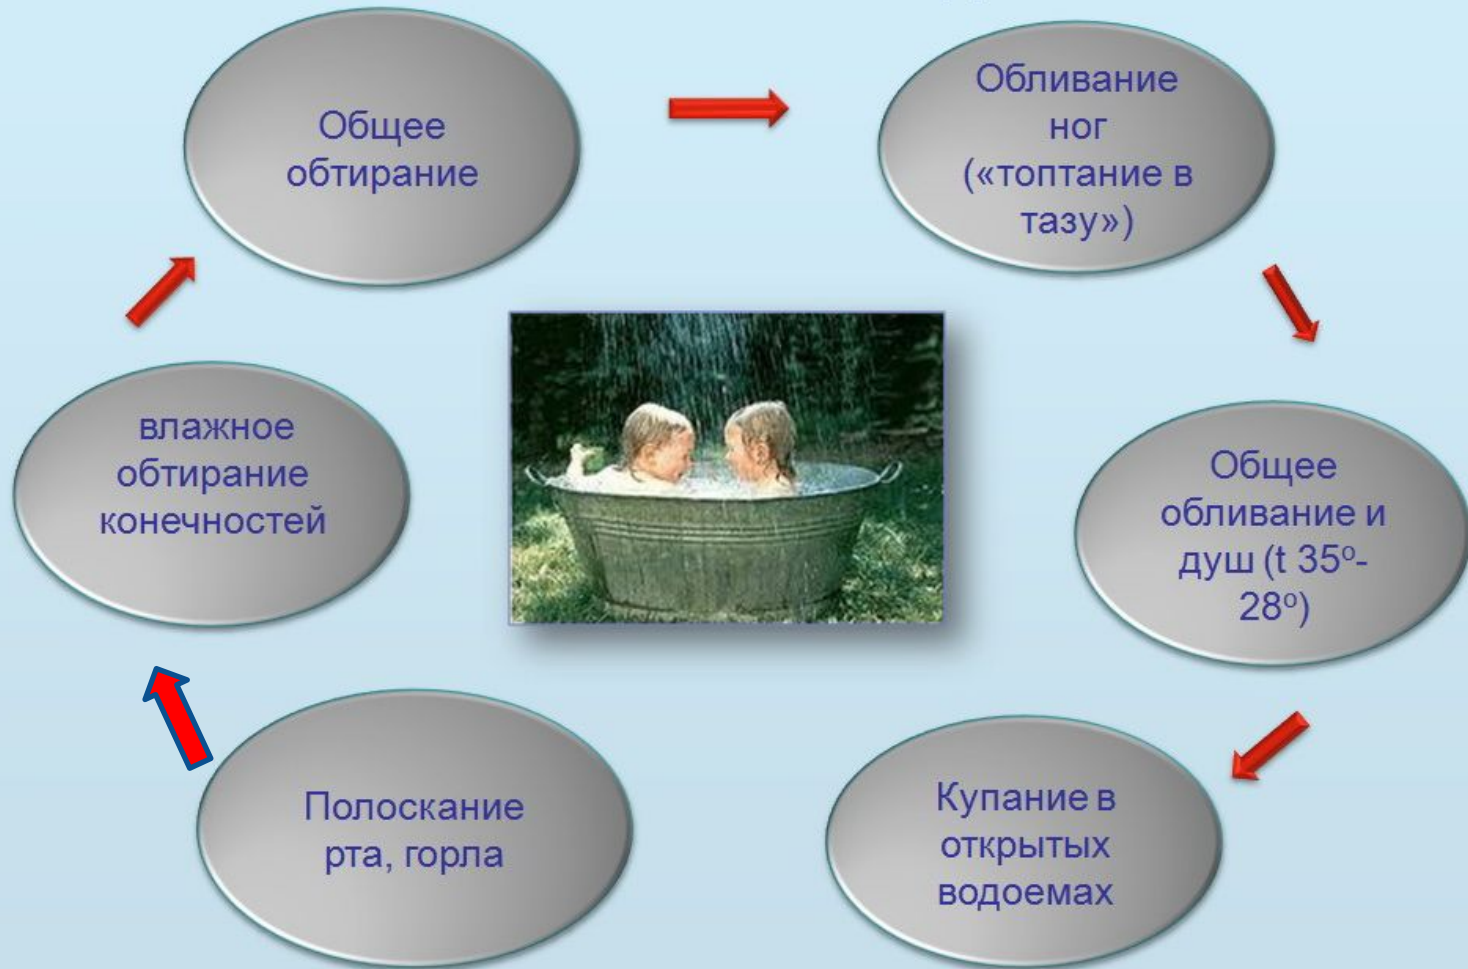 Общее
обтирание
Обливание
ног
(«топтание в
тазу»)
влажное
обтирание
конечностей
Общее
обливание и
душ (t 35º-
28º)
Полоскание
рта, горла
Купание в
открытых
водоемах